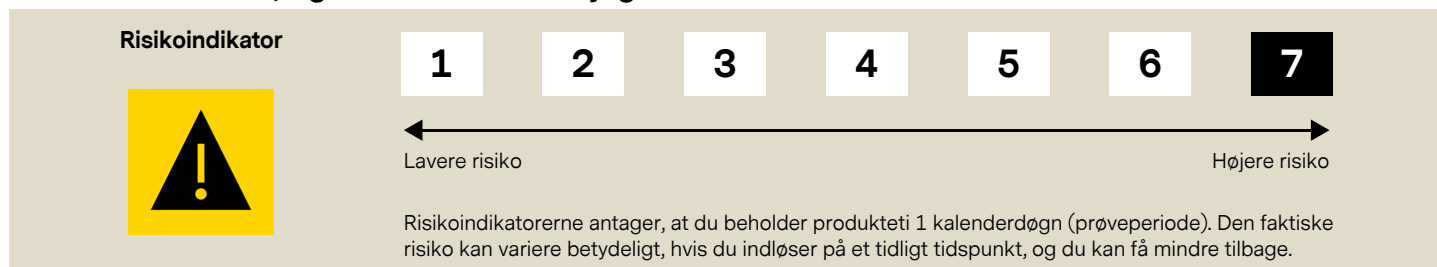 Risikoindikator
1 2 3 4 5 6 7
Lavere risiko Højere risiko
Risikoindikatorerne antager, at du beholder produkteti 1 kalenderdøgn (prøveperiode). Den faktiske
risiko kan variere betydeligt, hvis du indløser på et tidligt tidspunkt, og du kan få mindre tilbage.